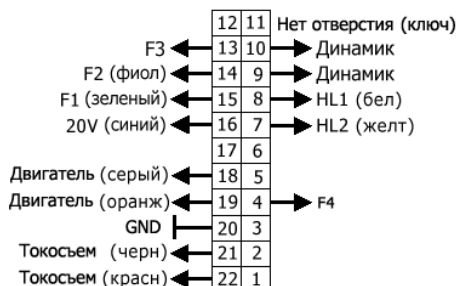 12 11 Нет отверстия (ключ)
F3 13 10 Динамик
F2 (фиол) 14 9 Динамик
F1 (зеленый) 15 8 HL1 (бел)
20V (синий) 16 7 HL2 (желт)
17 6
Двигатель (серый) 18 5
Двигатель (оранж) 19 4 F4
GND 20 3
Токосъем (черн) 21 2
Токосъем (красн) 22 1